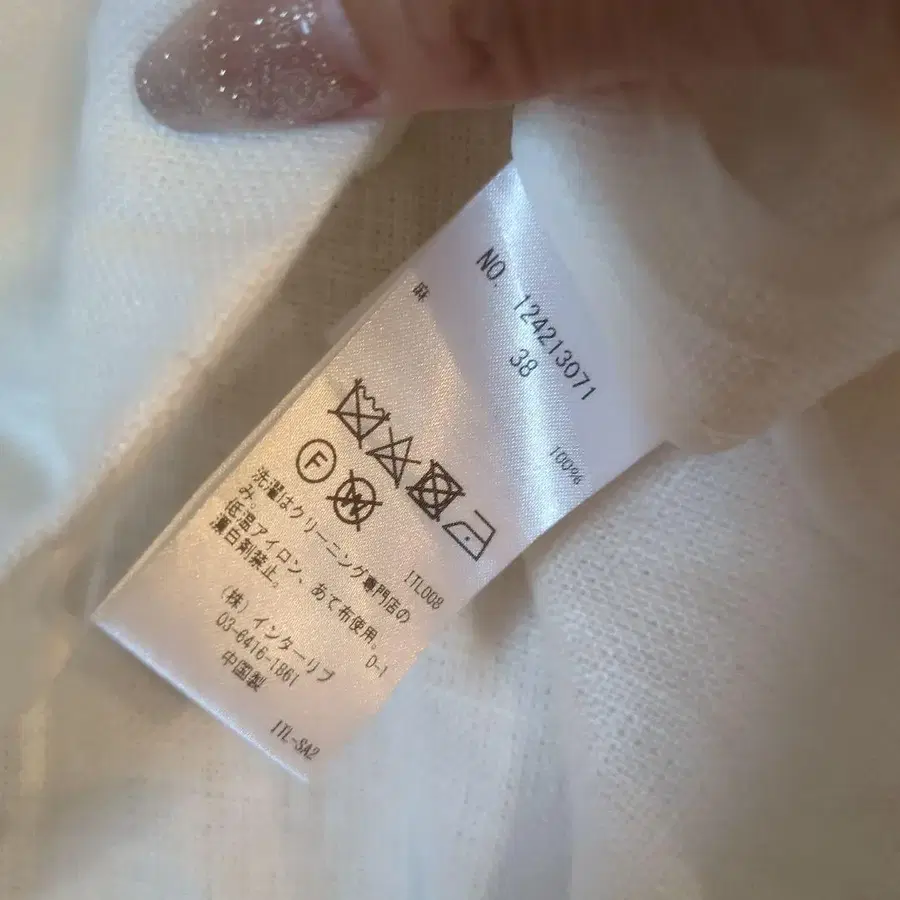 NO. 124213071
38
麻 100%
F
W
ITL008
洗濯はクリーニング専門店の
み。
低温アイロン、あて布使用。
漂白剤禁止。
D-1
(株) インターリブ
03-6416-1861
中国製
ITL-SA2